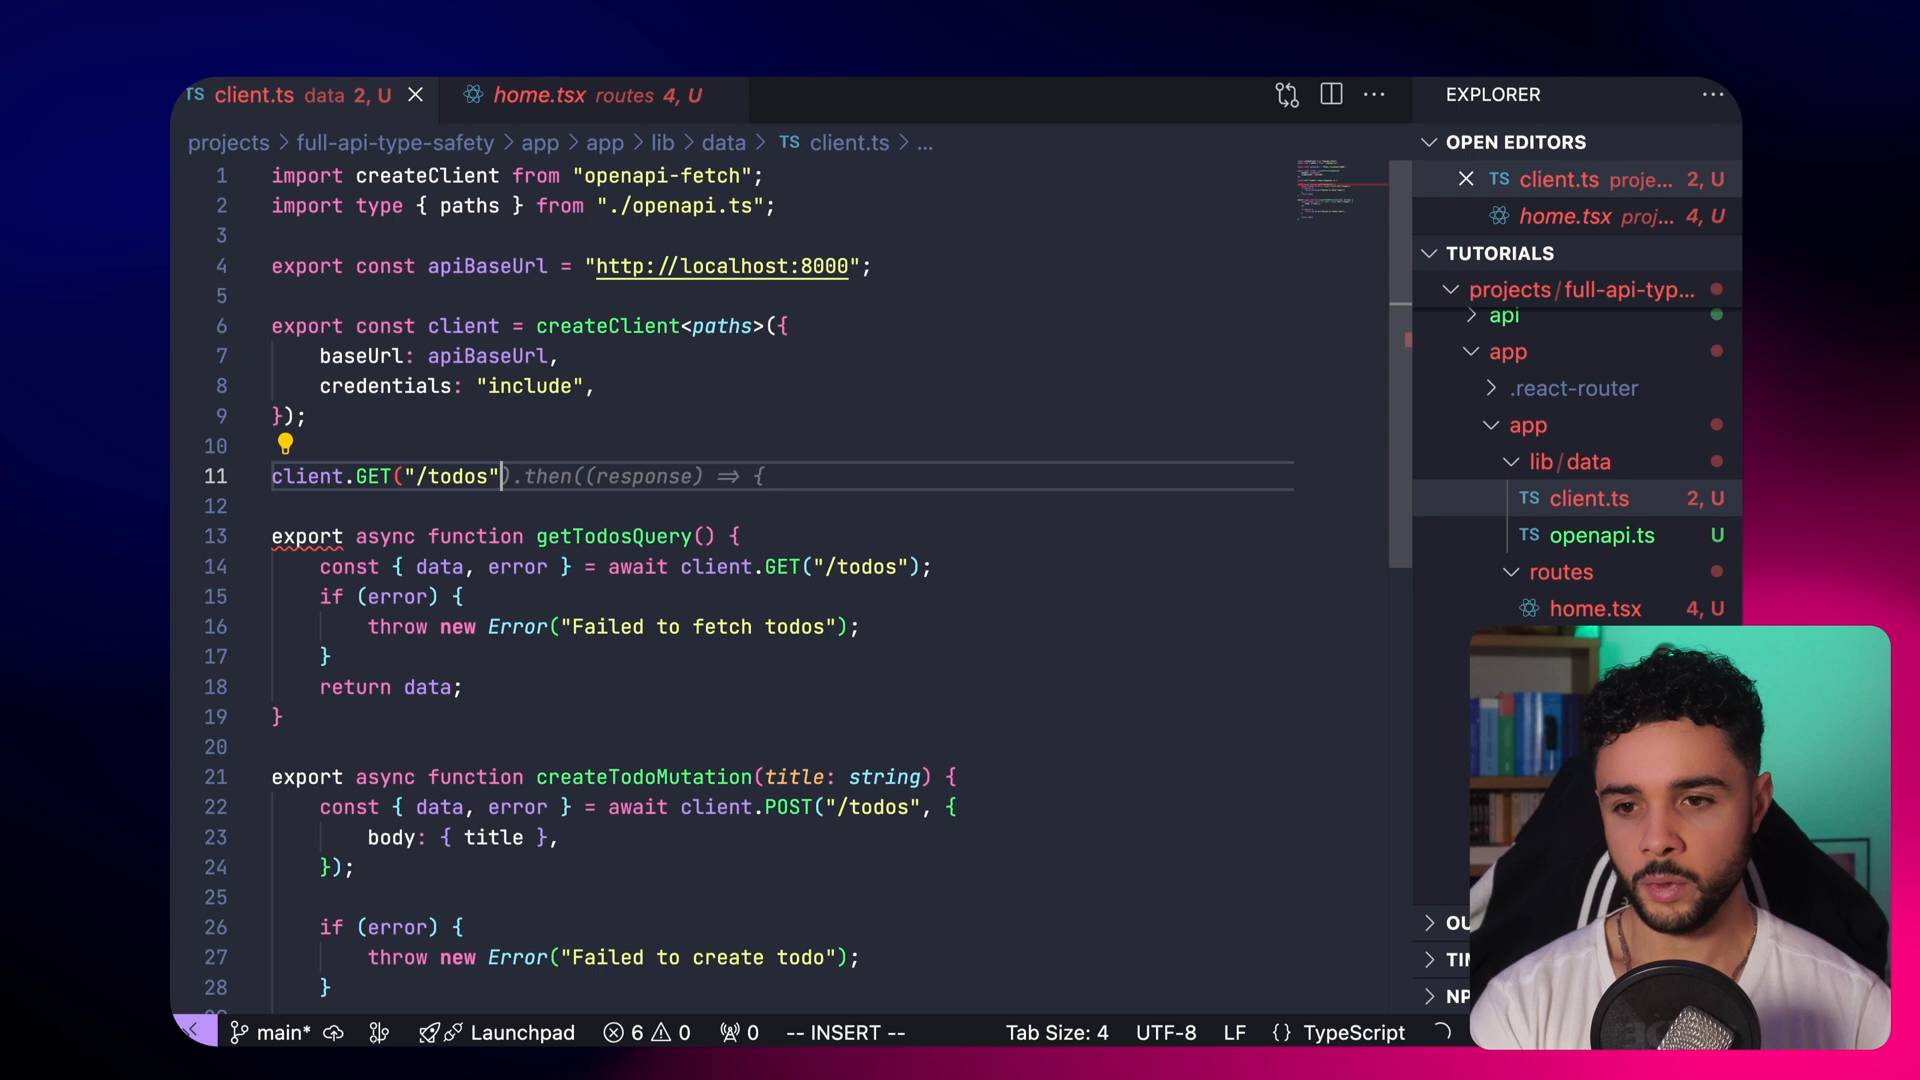 TS client.ts data 2, U
home.tsx routes 4, U
projects > full-api-type-safety > app > app > lib > data > TS client.ts > ...
1 import createClient from "openapi-fetch";
2 import type { paths } from "./openapi.ts";
3
4 export const apiBaseUrl = "http://localhost:8000";
5
6 export const client = createClient<paths>({
7 baseUrl: apiBaseUrl,
8 credentials: "include",
9 });
10
11 client.GET("/todos").then((response) => {
12
13 export async function getTodosQuery() {
14 const { data, error } = await client.GET("/todos");
15 if (error) {
16 throw new Error("Failed to fetch todos");
17 }
18 return data;
19 }
20
21 export async function createTodoMutation(title: string) {
22 const { data, error } = await client.POST("/todos", {
23 body: { title },
24 });
25
26 if (error) {
27 throw new Error("Failed to create todo");
28 }
EXPLORER
OPEN EDITORS
TS client.ts proje... 2, U
home.tsx proj... 4, U
TUTORIALS
projects/full-api-typ...
api
app
.react-router
app
lib/data
TS client.ts 2, U
TS openapi.ts U
routes
home.tsx 4, U
OU
TIM
NP
main* Launchpad 6 0 0 -- INSERT -- Tab Size: 4 UTF-8 LF {} TypeScript